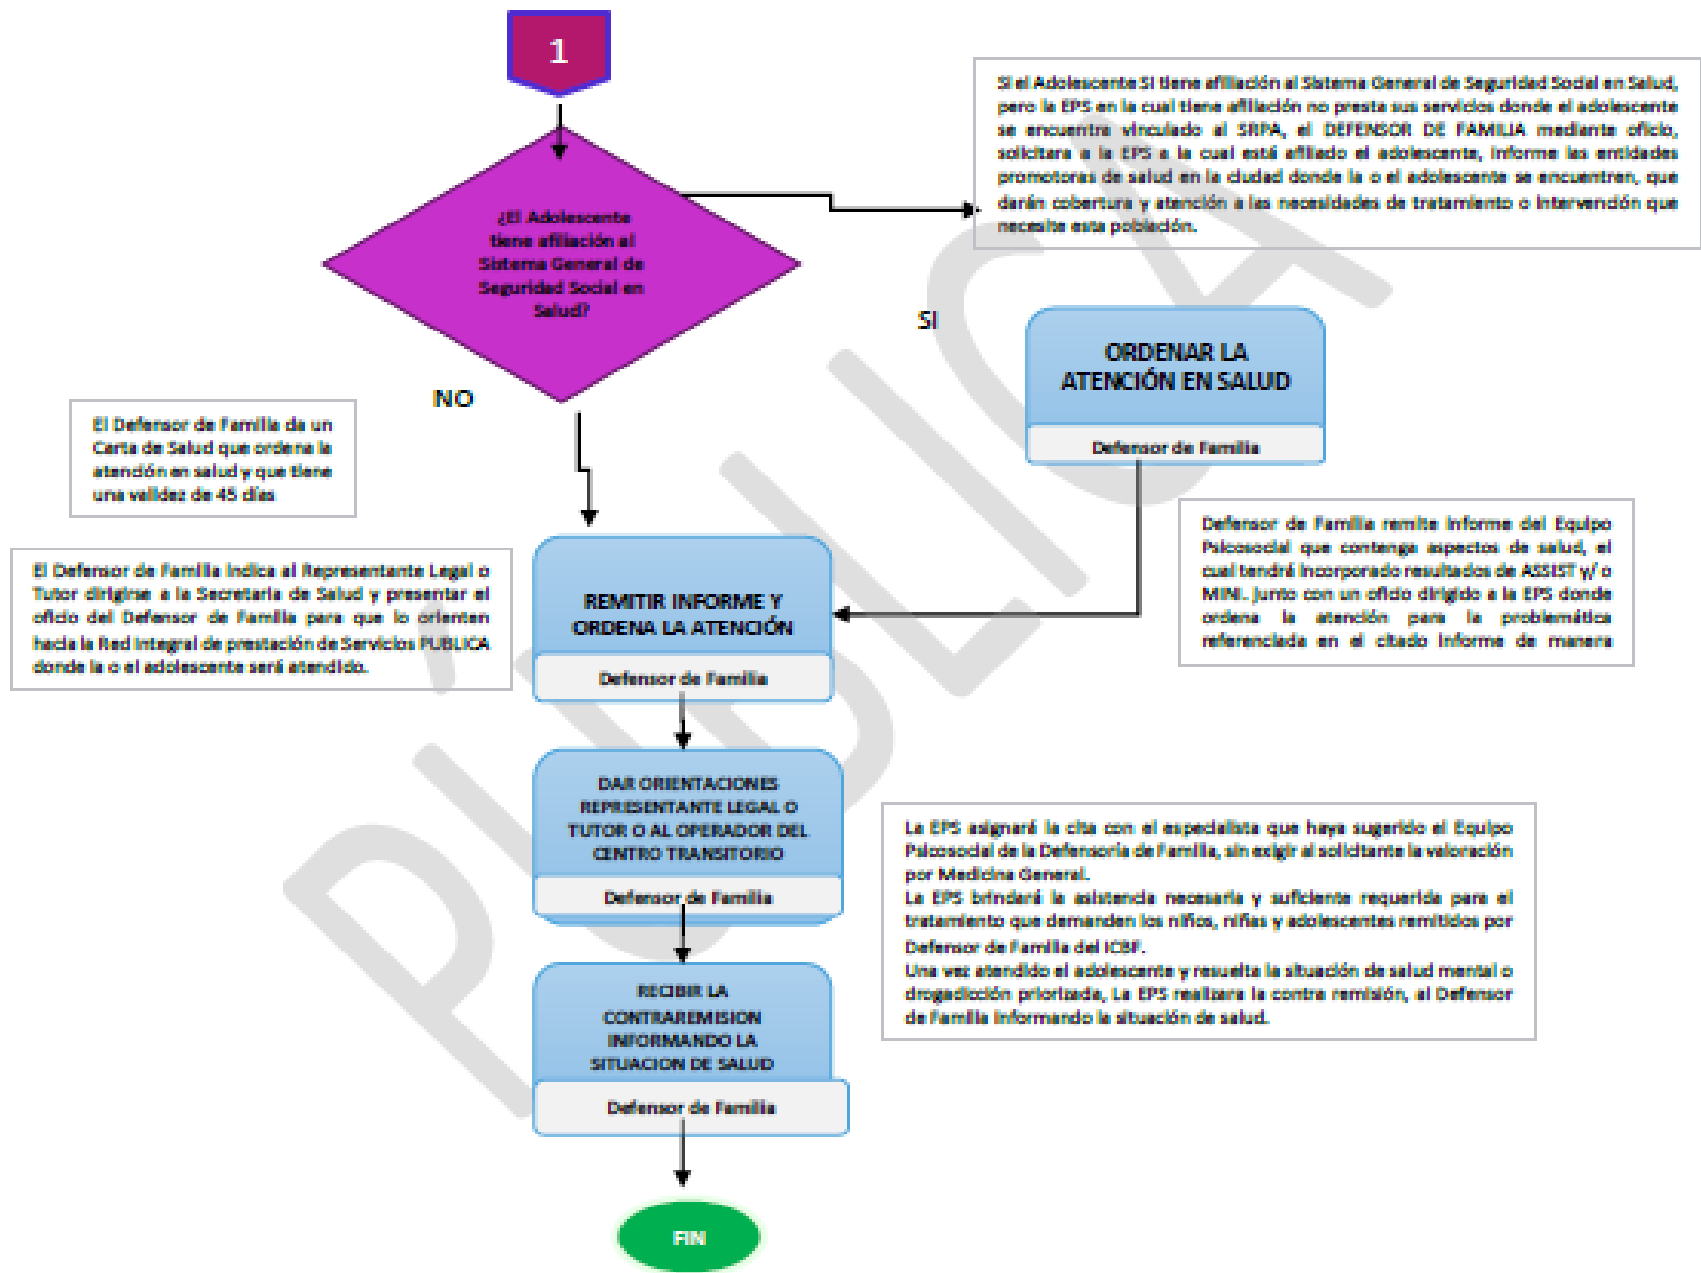 1
Si el Adolescente SI tiene afiliación al Sistema General de Seguridad Social en Salud,
pero la EPS en la cual tiene afiliación no presta sus servicios donde el adolescente
se encuentra vinculado al SRPA, el DEFENSOR DE FAMILIA mediante oficio,
solicitara a la EPS a la cual está afiliado el adolescente, informe las entidades
promotoras de salud en la ciudad donde la o el adolescente se encuentren, que
darán cobertura y atención a las necesidades de tratamiento o intervención que
necesite esta población.
¿El Adolescente
tiene afiliación al
Sistema General de
Seguridad Social en
Salud?
SI
ORDENAR LA
ATENCIÓN EN SALUD
Defensor de Familia
NO
El Defensor de Familia da un
Carta de Salud que ordena la
atención en salud y que tiene
una validez de 45 días
Defensor de Familia remite informe del Equipo
Psicosocial que contenga aspectos de salud, el
cual tendrá incorporado resultados de ASSIST y/ o
MINI. Junto con un oficio dirigido a la EPS donde
ordena la atención para la problemática
referenciada en el citado informe de manera
El Defensor de Familia indica al Representante Legal o
Tutor dirigirse a la Secretaria de Salud y presentar el
oficio del Defensor de Familia para que lo orienten
hacia la Red Integral de prestación de Servicios PUBLICA
donde la o el adolescente será atendido.
REMITIR INFORME Y
ORDENA LA ATENCIÓN
Defensor de Familia
DAR ORIENTACIONES
REPRESENTANTE LEGAL O
TUTOR O AL OPERADOR DEL
CENTRO TRANSITORIO
Defensor de Familia
La EPS asignará la cita con el especialista que haya sugerido el Equipo
Psicosocial de la Defensoría de Familia, sin exigir al solicitante la valoración
por Medicina General.
La EPS brindará la asistencia necesaria y suficiente requerida para el
tratamiento que demanden los niños, niñas y adolescentes remitidos por
Defensor de Familia del ICBF.
Una vez atendido el adolescente y resuelta la situación de salud mental o
drogadicción priorizada, La EPS realizara la contra remisión, al Defensor
de Familia informando la situación de salud.
RECIBIR LA
CONTRAREMISION
INFORMANDO LA
SITUACION DE SALUD
Defensor de Familia
FIN
PÚBLICA